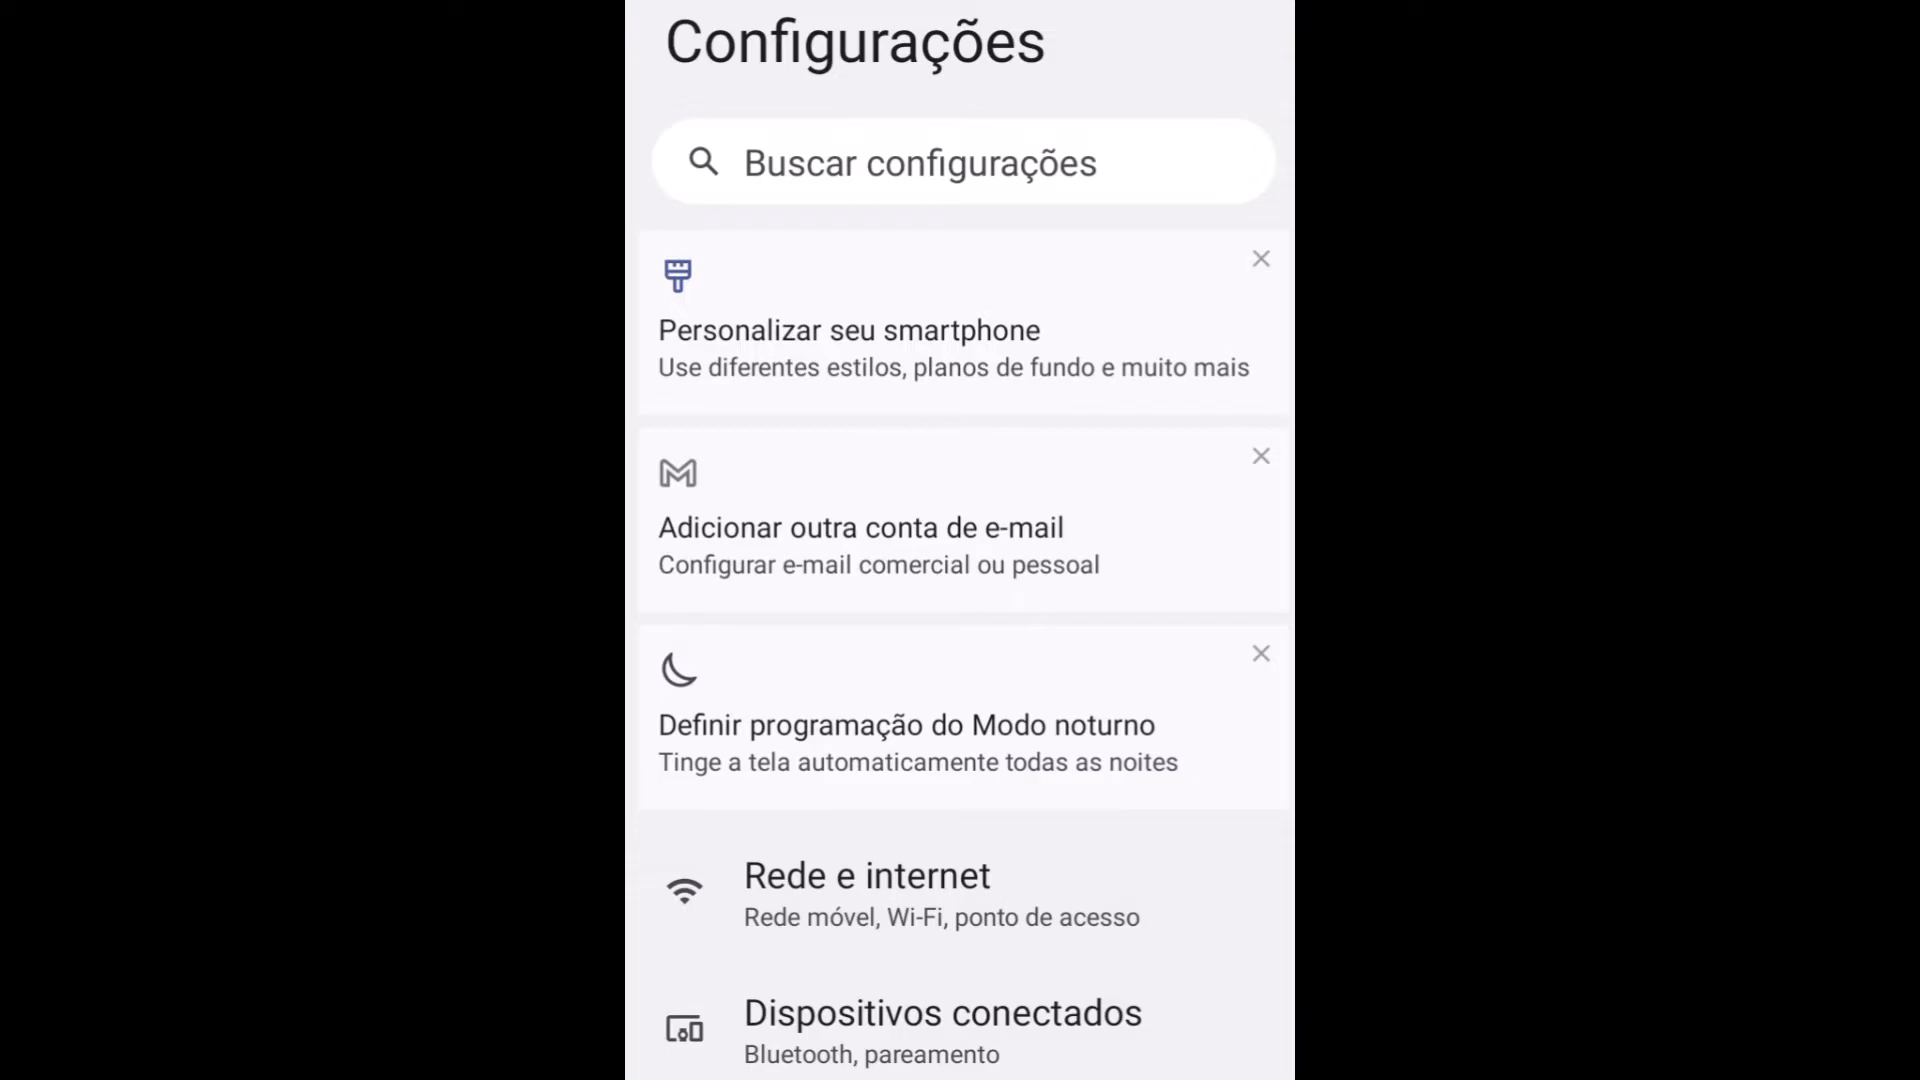 Configurações
Buscar configurações
Personalizar seu smartphone
Use diferentes estilos, planos de fundo e muito mais
Adicionar outra conta de e-mail
Configurar e-mail comercial ou pessoal
Definir programação do Modo noturno
Tinge a tela automaticamente todas as noites
Rede e internet
Rede móvel, Wi-Fi, ponto de acesso
Dispositivos conectados
Bluetooth, pareamento